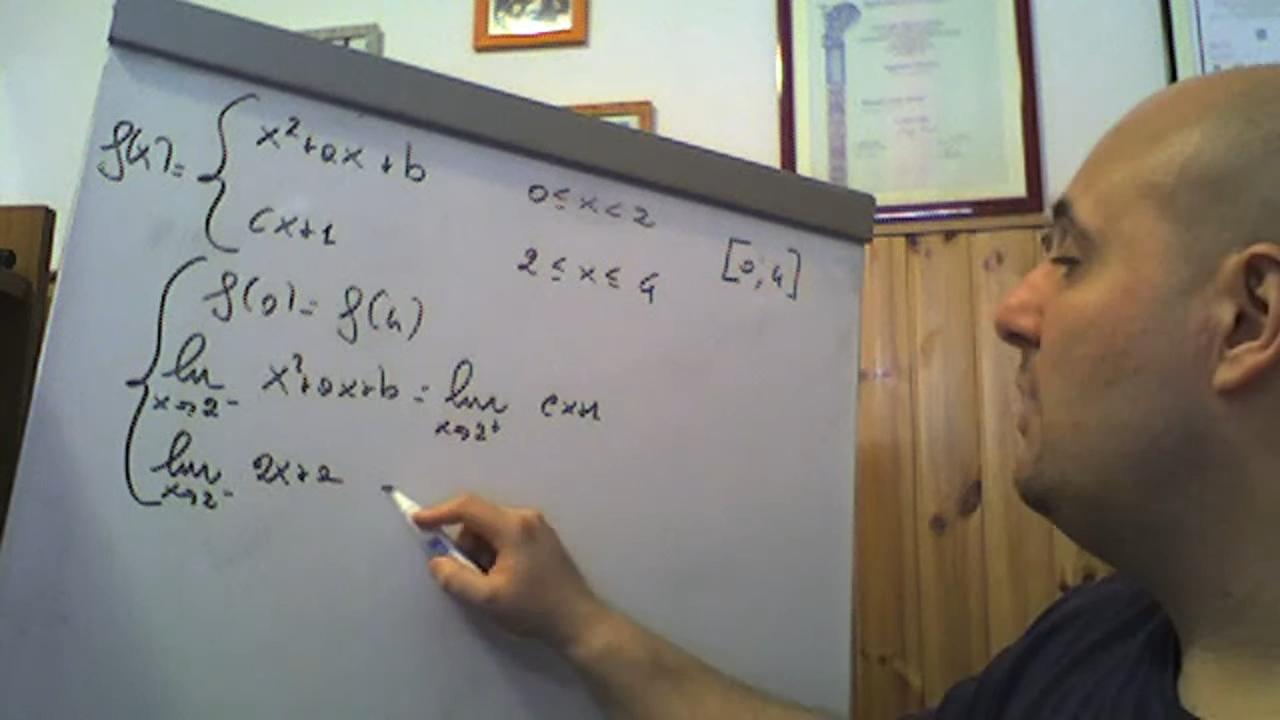 f(x)= { x²+ax+b 0≤x<2
cx+1 2≤x≤4 [0,4]
{ f(0)= f(4)
lim x→2⁻ x²+ax+b = lim x→2⁺ cx+1
lim x→2⁻ 2x+a =